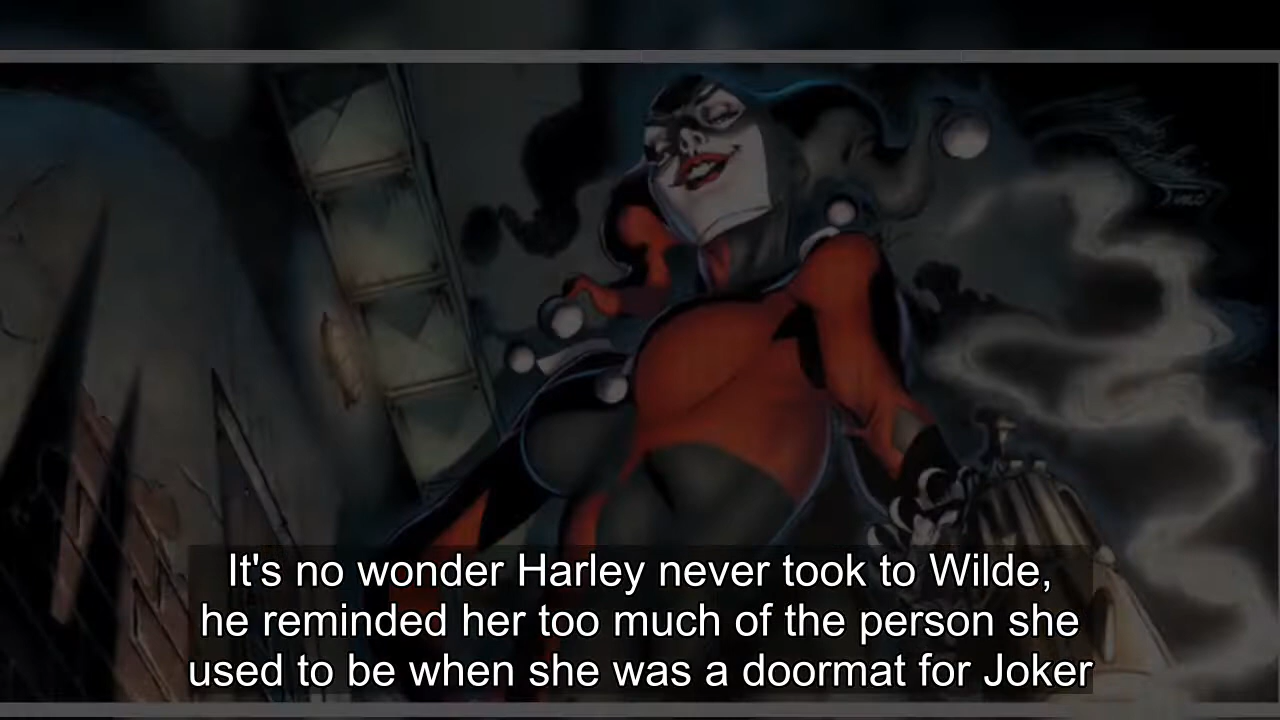 It's no wonder Harley never took to Wilde,
he reminded her too much of the person she
used to be when she was a doormat for Joker